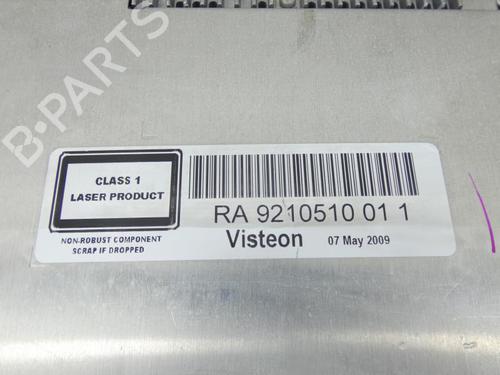 B-PARTS
CLASS 1
LASER PRODUCT
NON-ROBUST COMPONENT
SCRAP IF DROPPED
RA 9210510 01 1
Visteon 07 May 2009